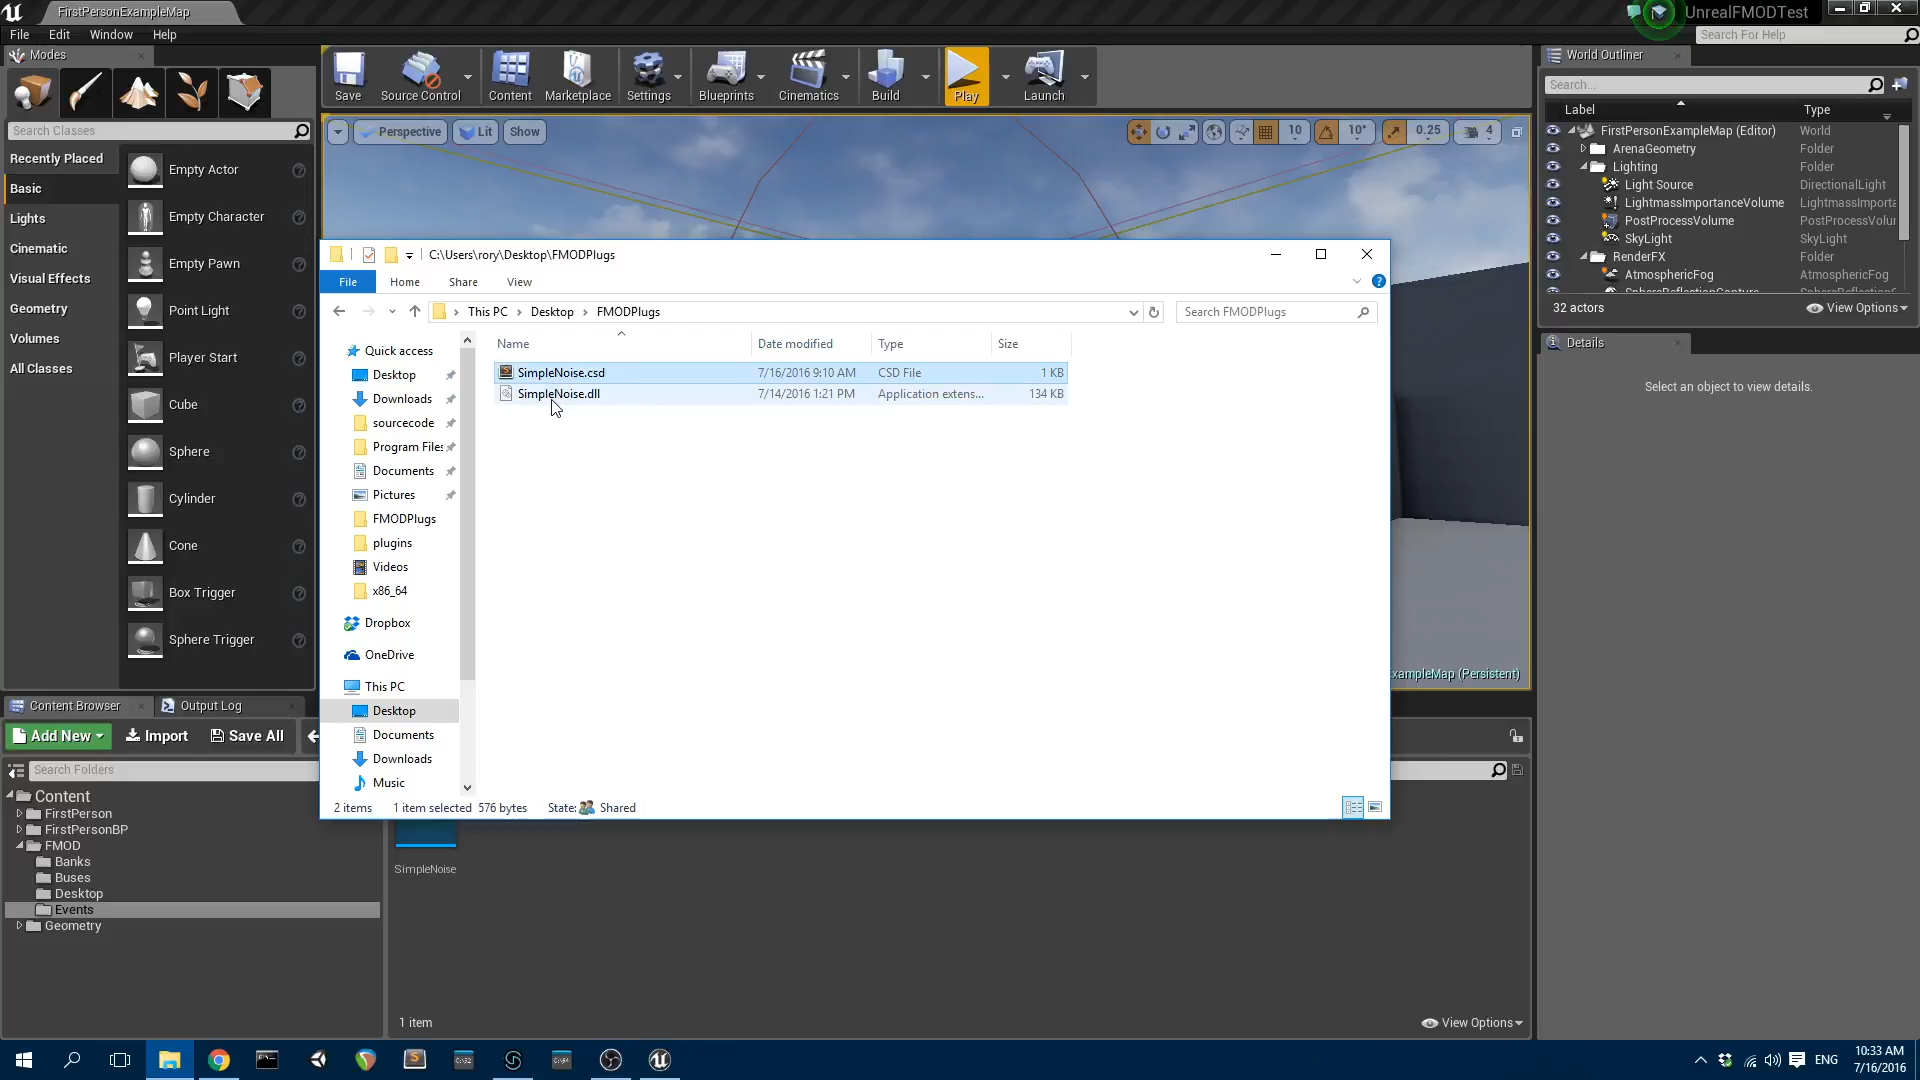 FirstPersonExampleMap
UnrealFMODTest
File Edit Window Help
Search For Help
Modes
Search Classes
Recently Placed
Basic
Lights
Cinematic
Visual Effects
Geometry
Volumes
All Classes
Empty Actor
Empty Character
Empty Pawn
Point Light
Player Start
Cube
Sphere
Cylinder
Cone
Box Trigger
Sphere Trigger
Save Source Control Content Marketplace Settings Blueprints Cinematics Build Play Launch
Perspective Lit Show
10 10° 0.25 4
World Outliner
Search...
Label Type
FirstPersonExampleMap (Editor) World
ArenaGeometry Folder
Lighting Folder
Light Source DirectionalLight
LightmassImportanceVolume LightmassImporta
PostProcessVolume PostProcessVolur
SkyLight SkyLight
RenderFX Folder
AtmosphericFog AtmosphericFog
32 actors View Options
Details
Select an object to view details.
C:\Users\rory\Desktop\FMODPlugs
File Home Share View
This PC > Desktop > FMODPlugs
Search FMODPlugs
Name Date modified Type Size
SimpleNoise.csd 7/16/2016 9:10 AM CSD File 1 KB
SimpleNoise.dll 7/14/2016 1:21 PM Application extens... 134 KB
Quick access
Desktop
Downloads
sourcecode
Program Files
Documents
Pictures
FMODPlugs
plugins
Videos
x86_64
Dropbox
OneDrive
This PC
Desktop
Documents
Downloads
Music
2 items 1 item selected 576 bytes State: Shared
xampleMap (Persistent)
Content Browser Output Log
Add New Import Save All
Search Folders
Content
FirstPerson
FirstPersonBP
FMOD
Banks
Buses
Desktop
Events
Geometry
SimpleNoise
1 item
View Options
ENG
10:33 AM
7/16/2016